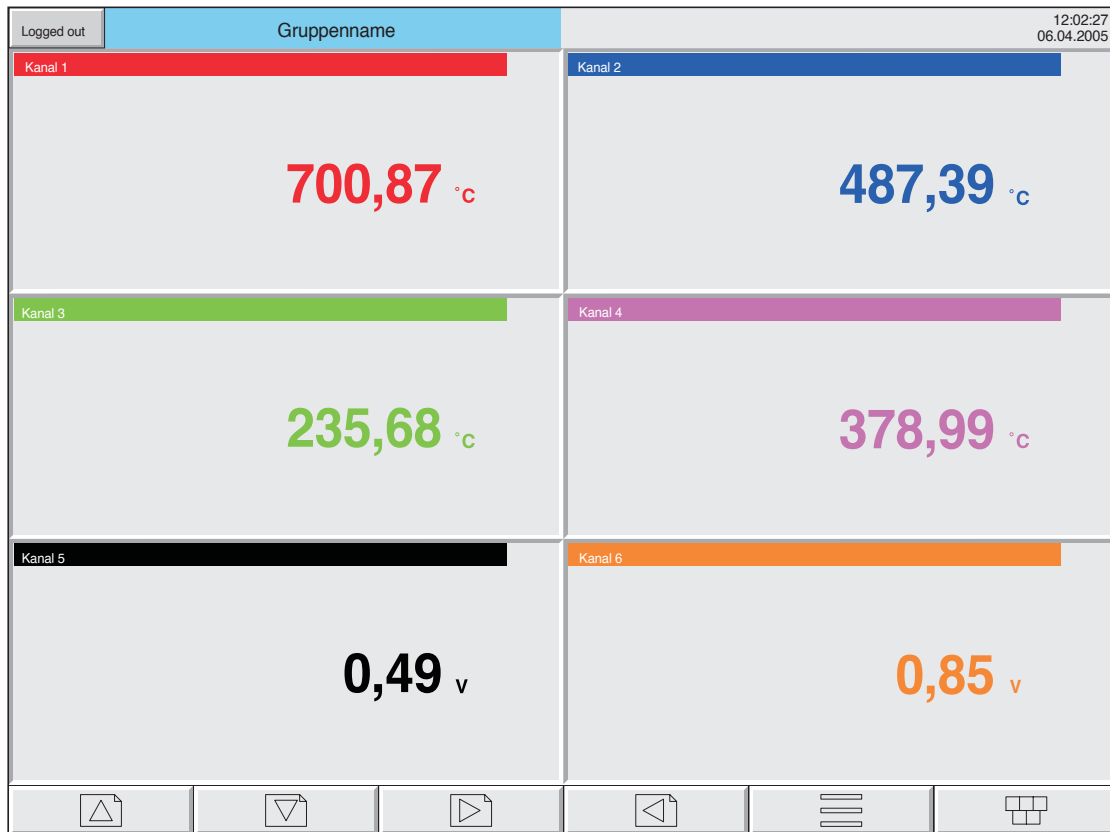 Logged out
Gruppenname
12:02:27
06.04.2005
Kanal 1
Kanal 2
700,87 °C
487,39 °C
Kanal 3
Kanal 4
235,68 °C
378,99 °C
Kanal 5
Kanal 6
0,49 V
0,85 V